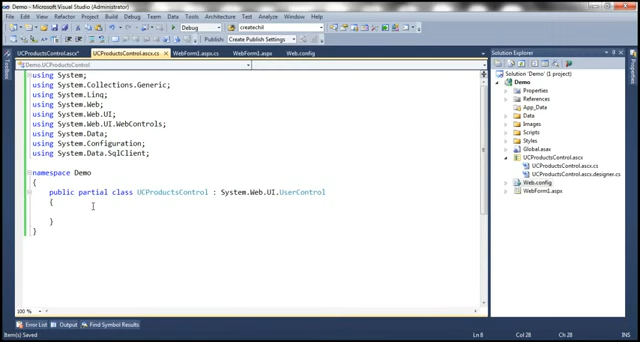 Demo - Microsoft Visual Studio (Administrator)
File Edit View Refactor Project Build Debug Team Data Tools Architecture Test Analyze Window Help
Debug createchil
Publish: Create Publish Settings
UCProductsControl.ascx* UCProductsControl.ascx.cs WebForm1.aspx.cs WebForm1.aspx Web.config
Demo.UCProductsControl
using System;
using System.Collections.Generic;
using System.Linq;
using System.Web;
using System.Web.UI;
using System.Web.UI.WebControls;
using System.Data;
using System.Configuration;
using System.Data.SqlClient;
namespace Demo
{
public partial class UCProductsControl : System.Web.UI.UserControl
{
}
}
100 %
Error List Output Find Symbol Results
Item(s) Saved Ln 8 Col 28 Ch 28 INS
Toolbox
Solution Explorer
Solution 'Demo' (1 project)
Demo
Properties
References
App_Data
Data
Images
Scripts
Styles
Global.asax
UCProductsControl.ascx
UCProductsControl.ascx.cs
UCProductsControl.ascx.designer.cs
Web.config
WebForm1.aspx
Properties